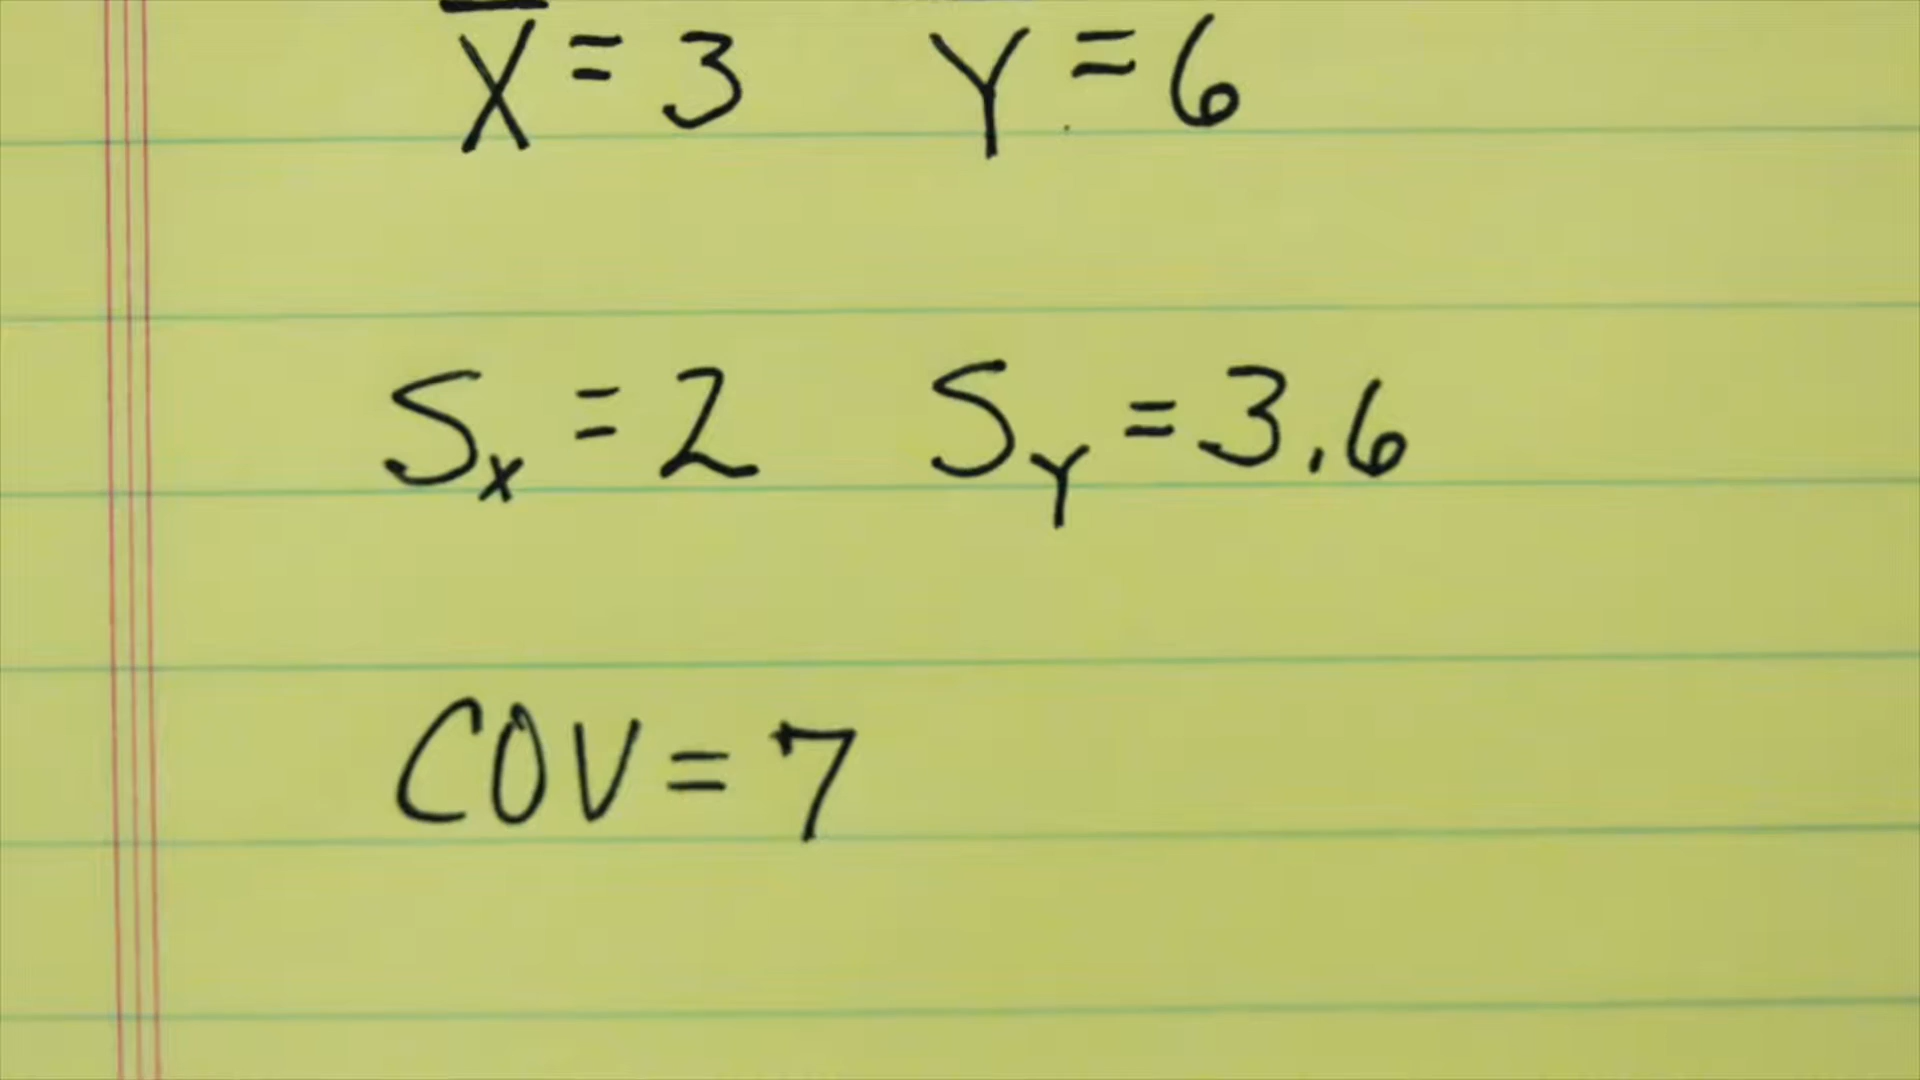 X̅ = 3 Y = 6
Sx = 2 Sy = 3.6
COV = 7